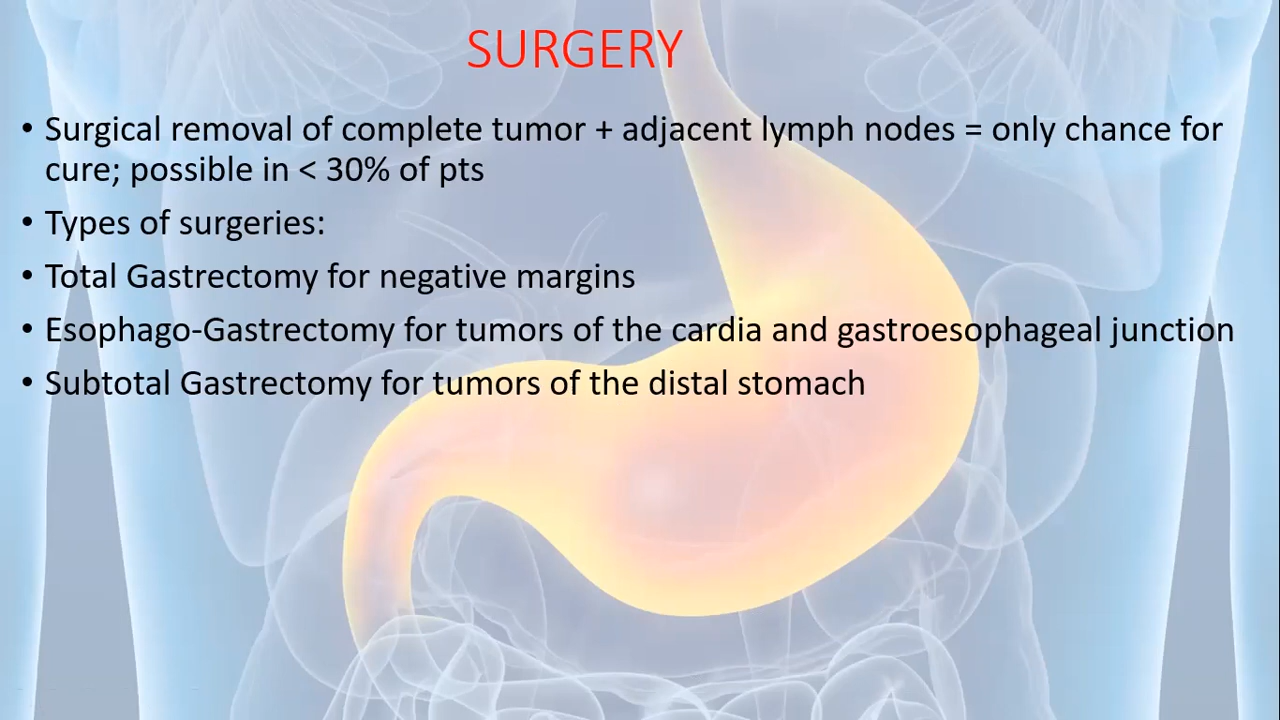 SURGERY
• Surgical removal of complete tumor + adjacent lymph nodes = only chance for
cure; possible in < 30% of pts
• Types of surgeries:
• Total Gastrectomy for negative margins
• Esophago-Gastrectomy for tumors of the cardia and gastroesophageal junction
• Subtotal Gastrectomy for tumors of the distal stomach